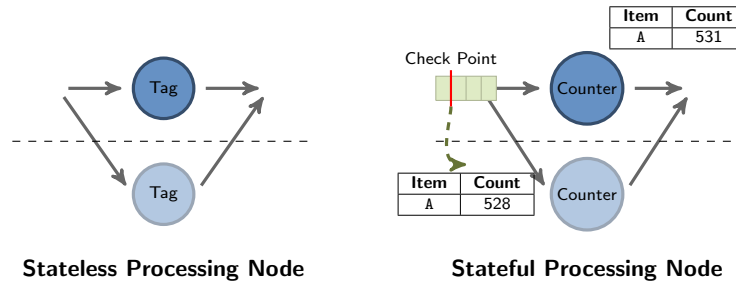 Item Count
A 531
Check Point
Tag
Counter
Tag
Counter
Item Count
A 528
Stateless Processing Node
Stateful Processing Node